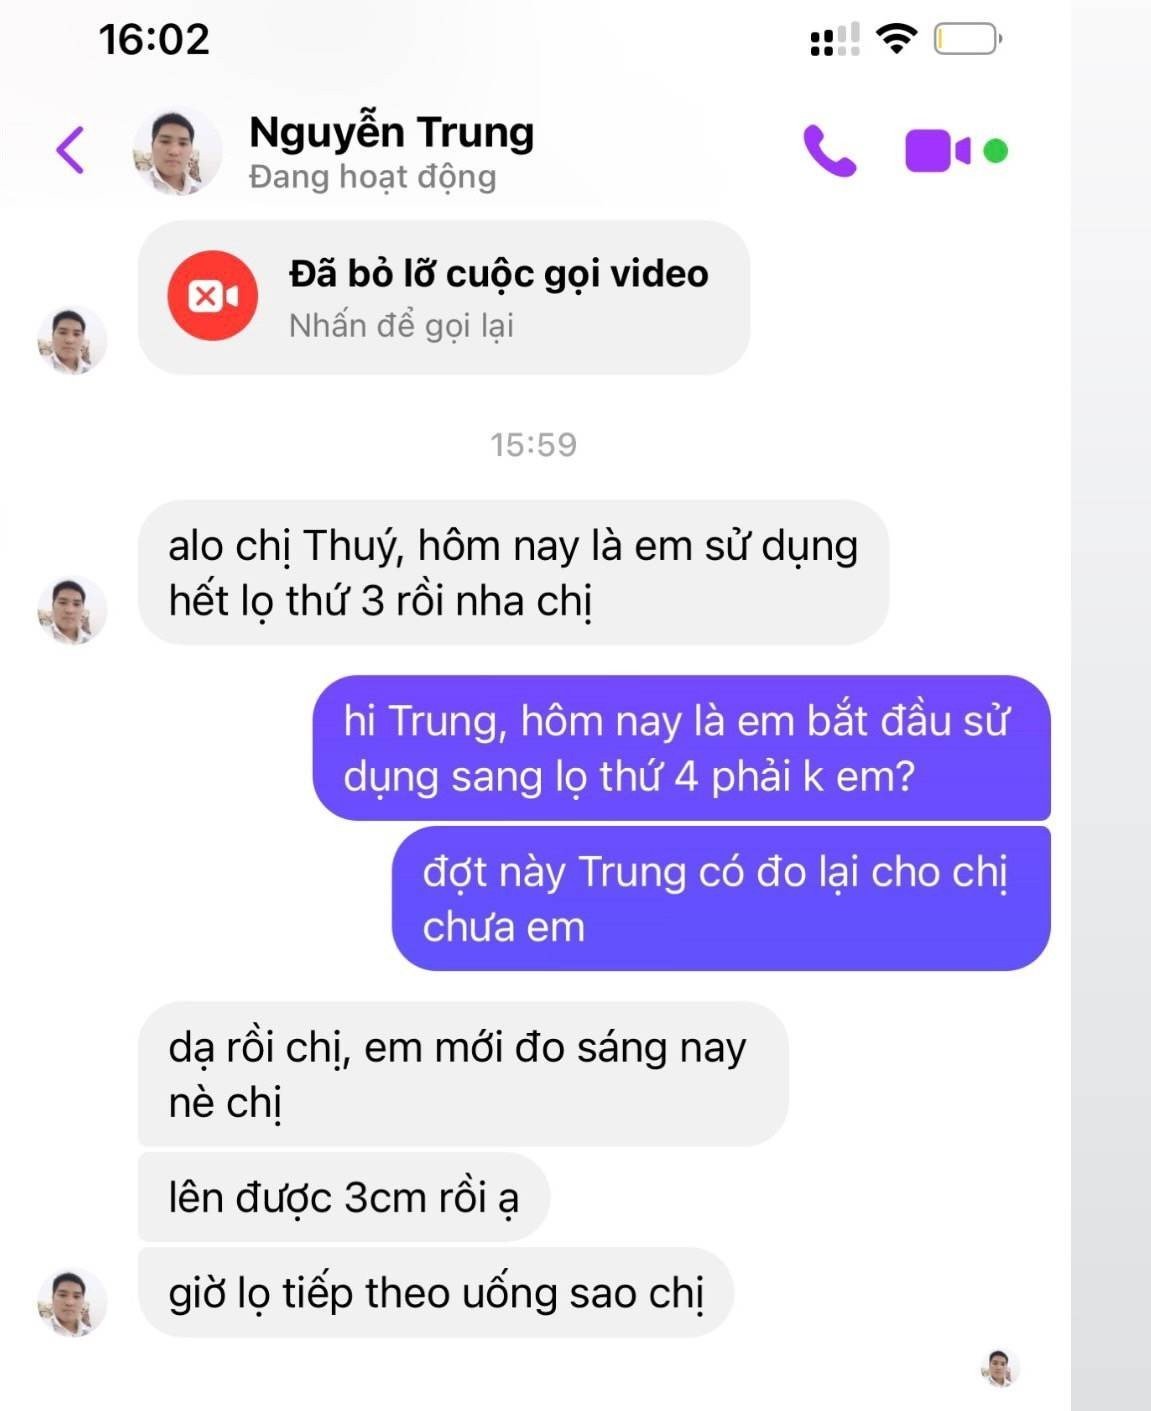 16:02
Nguyễn Trung
Đang hoạt động
Đã bỏ lỡ cuộc gọi video
Nhấn để gọi lại
15:59
alo chị Thuý, hôm nay là em sử dụng
hết lọ thứ 3 rồi nha chị
hi Trung, hôm nay là em bắt đầu sử
dụng sang lọ thứ 4 phải k em?
đợt này Trung có đo lại cho chị
chưa em
dạ rồi chị, em mới đo sáng nay
nè chị
lên được 3cm rồi ạ
giờ lọ tiếp theo uống sao chị